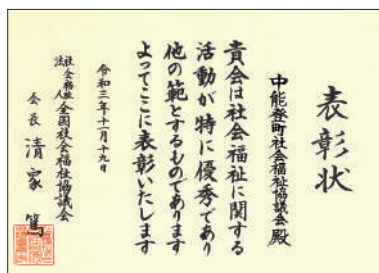 表彰状
中能登町社会福祉協議会殿
貴会は社会福祉に関する
活動が特に優秀であり
他の範とするものであります
よってここに表彰いたします
令和三年十一月十九日
社会福祉法人 全国社会福祉協議会
会長 清家篤